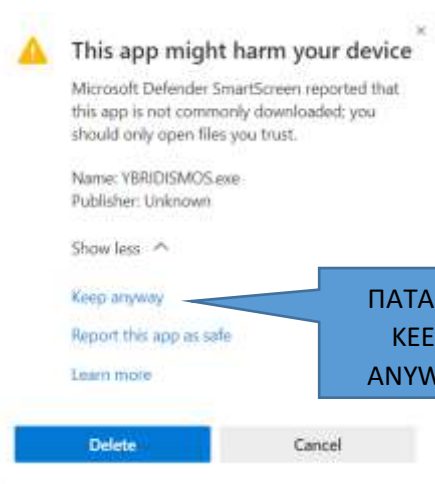 This app might harm your device
Microsoft Defender SmartScreen reported that
this app is not commonly downloaded; you
should only open files you trust.
Name: YBRIDISMOS.exe
Publisher: Unknown
Show less
Keep anyway
ΠΑΤΑ
KEE
ANYW
Report this app as safe
Learn more
Delete
Cancel